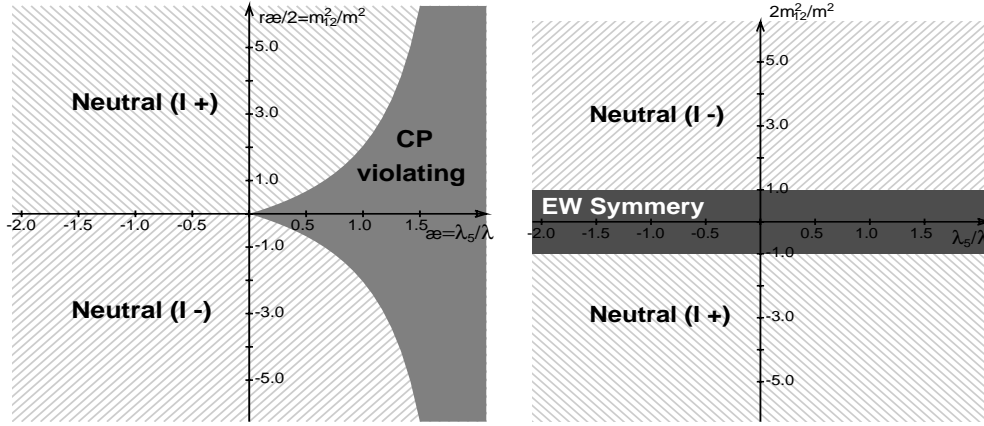 ræ/2=m²₁₂/m²
5.0
Neutral (I +)
3.0
CP
violating
1.0
-2.0 -1.5 -1.0 -0.5 0.5 1.0 1.5
æ=λ₅/λ
-1.0
Neutral (I -)
-3.0
-5.0
2m²₁₂/m²
5.0
Neutral (I -)
3.0
1.0
EW Symmery
-2.0 -1.5 -1.0 -0.5 0.5 1.0 1.5
λ₅/λ
-1.0
Neutral (I +)
-3.0
-5.0